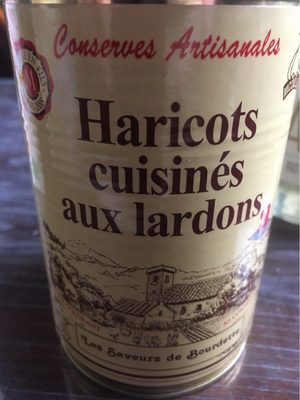 Conserves Artisanales
Haricots
cuisinés
aux lardons
Les Saveurs de Bourdette